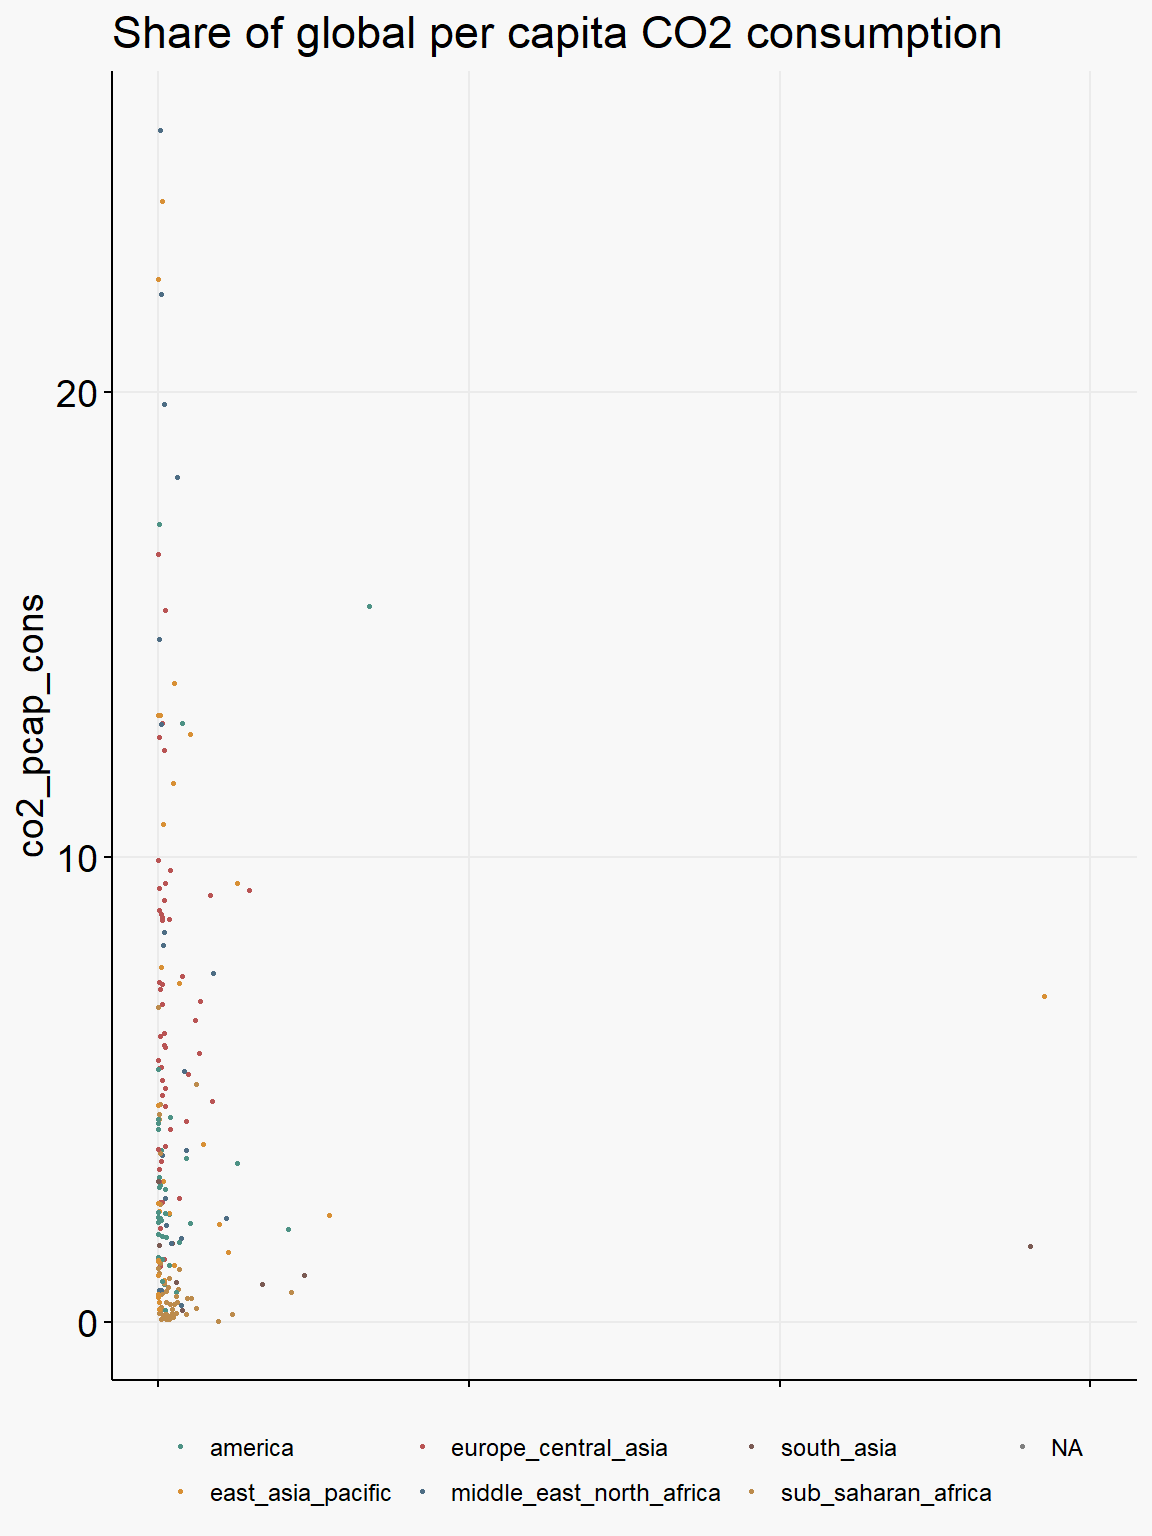 Share of global per capita CO2 consumption
co2_pcap_cons
20
10
0
america
europe_central_asia
south_asia
NA
east_asia_pacific
middle_east_north_africa
sub_saharan_africa